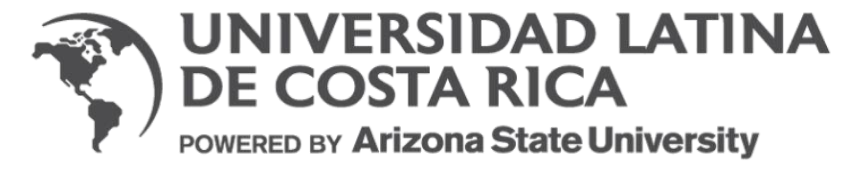 UNIVERSIDAD LATINA
DE COSTA RICA
POWERED BY Arizona State University